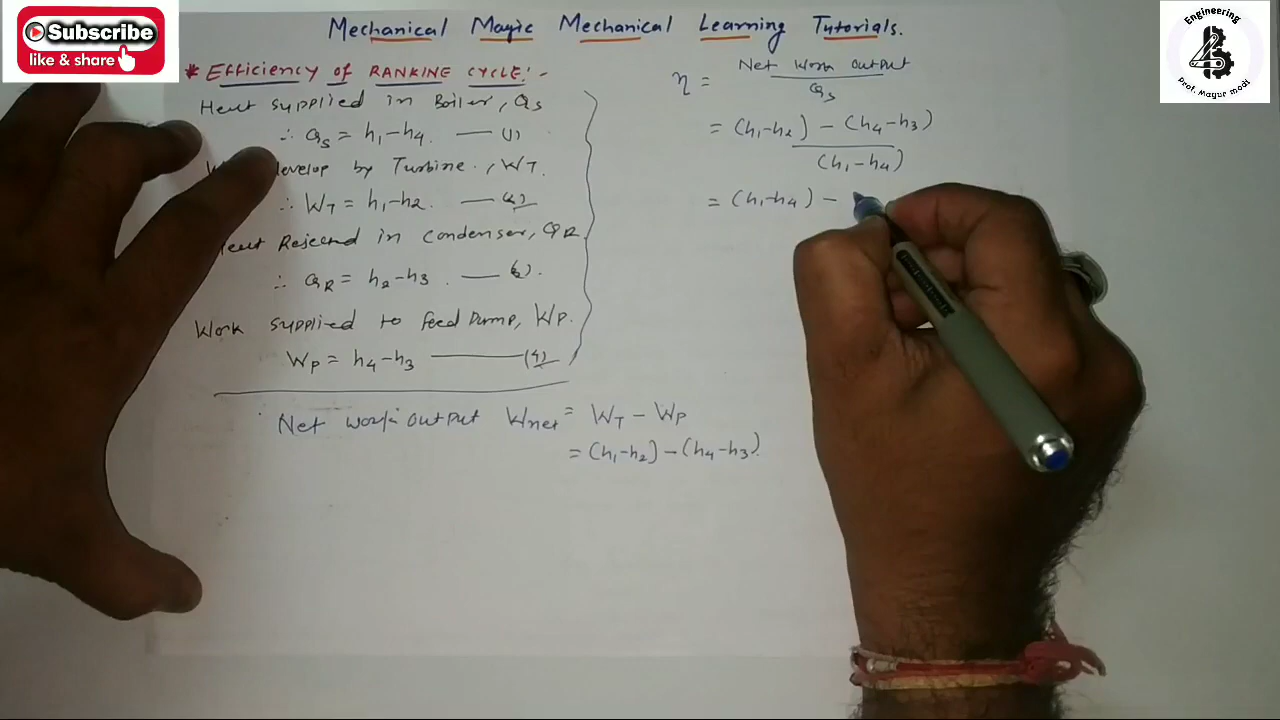 Subscribe
like & share
Mechanical Magic Mechanical Learning Tutorials.
Engineering
Prof. Mayur modi
* EFFiciency of RANKINE CYCLE:-
Heat supplied in Boiler, Qs
∴ Qs = h1-h4. — (1)
develop by Turbine., WT.
∴ WT = h1-h2. — (2)
Rejected in condenser, QR
∴ QR = h2-h3. — (3).
Work supplied to feed pump, Wp.
Wp = h4-h3 — (4)
Net work output Wnet = WT - Wp
= (h1-h2) - (h4-h3).
η = Net work output
Qs
= (h1-h2) - (h4-h3)
(h1-h4)
= (h1-h4) -